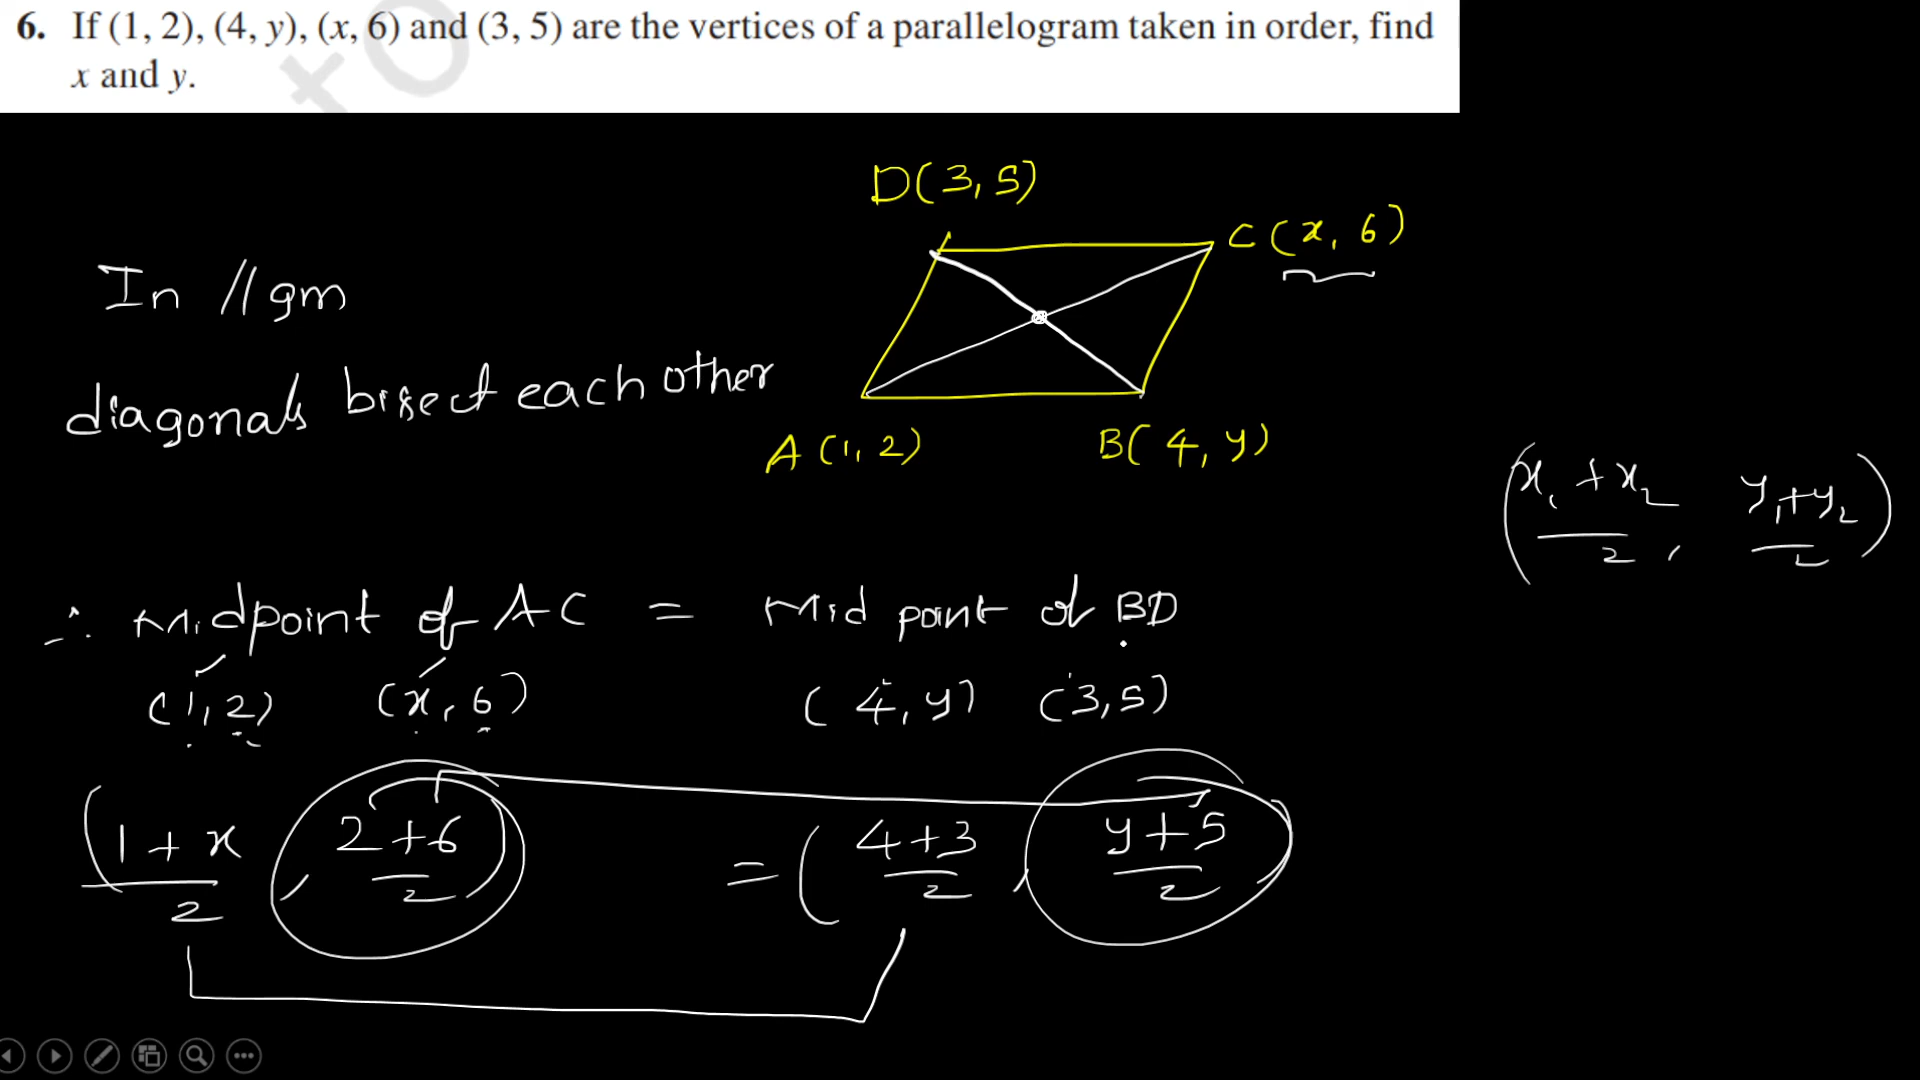 6. If (1, 2), (4, y), (x, 6) and (3, 5) are the vertices of a parallelogram taken in order, find
x and y.
D(3, 5)
C(x, 6)
In //gm
diagonals bisect each other
A(1, 2)
B(4, y)
(x₁+x₂/2, y₁+y₂/2)
∴ Midpoint of AC = Mid point of BD
(1, 2) (x, 6) (4, y) (3, 5)
(1+x/2, 2+6/2) = (4+3/2, y+5/2)